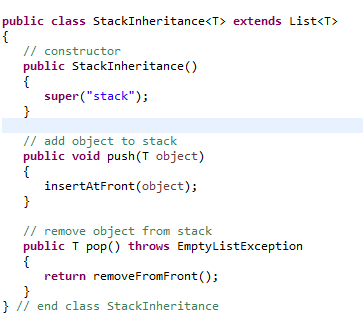 public class StackInheritance<T> extends List<T>
{
   // constructor
   public StackInheritance()
   {
      super("stack");
   }

   // add object to stack
   public void push(T object)
   {
      insertAtFront(object);
   }

   // remove object from stack
   public T pop() throws EmptyListException
   {
      return removeFromFront();
   }
} // end class StackInheritance